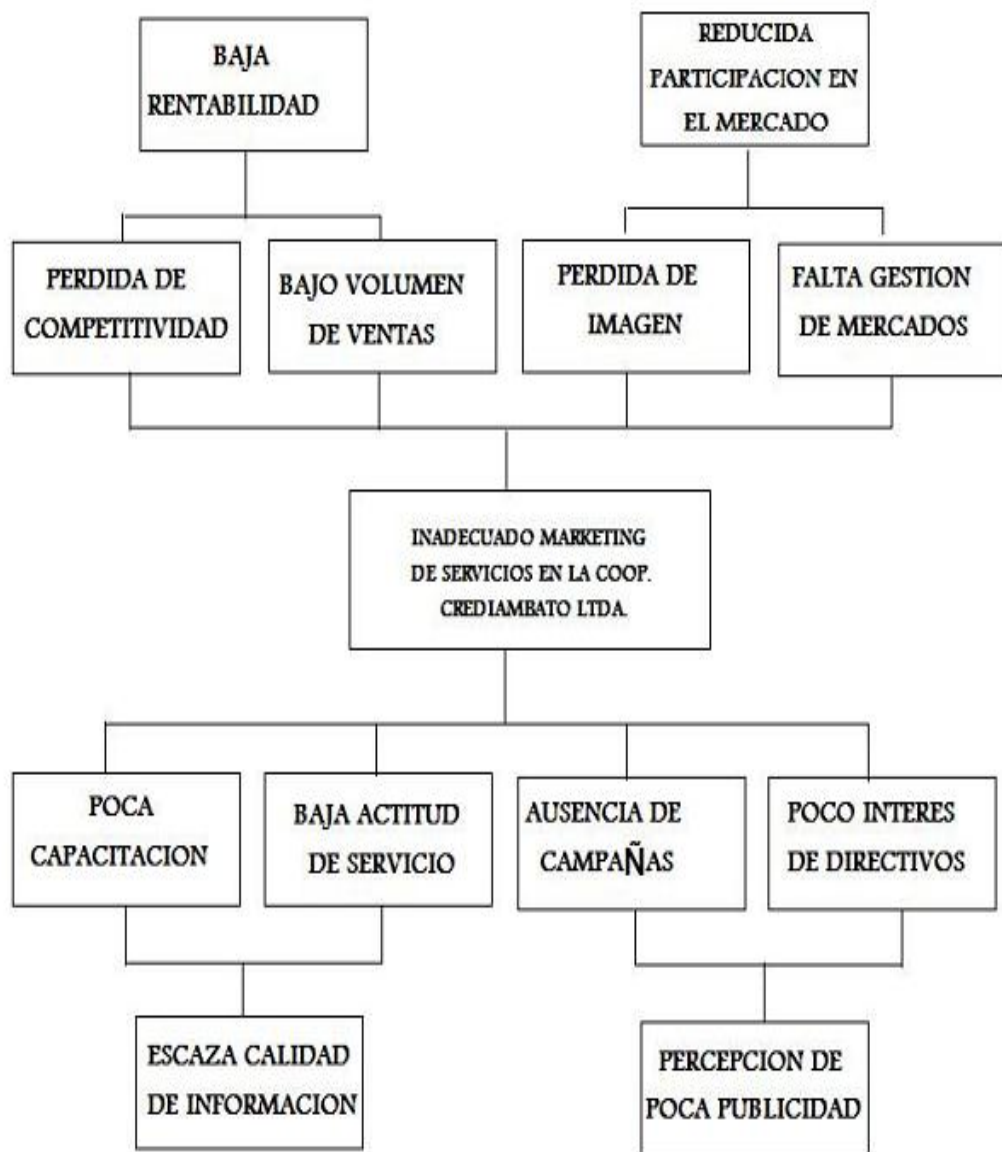 BAJA
RENTABILIDAD
REDUCIDA
PARTICIPACION EN
EL MERCADO
PERDIDA DE
COMPETITIVIDAD
BAJO VOLUMEN
DE VENTAS
PERDIDA DE
IMAGEN
FALTA GESTION
DE MERCADOS
INADECUADO MARKETING
DE SERVICIOS EN LA COOP.
CREDIAMBATO LTDA.
POCA
CAPACITACION
BAJA ACTITUD
DE SERVICIO
AUSENCIA DE
CAMPAÑAS
POCO INTERES
DE DIRECTIVOS
ESCAZA CALIDAD
DE INFORMACION
PERCEPCION DE
POCA PUBLICIDAD